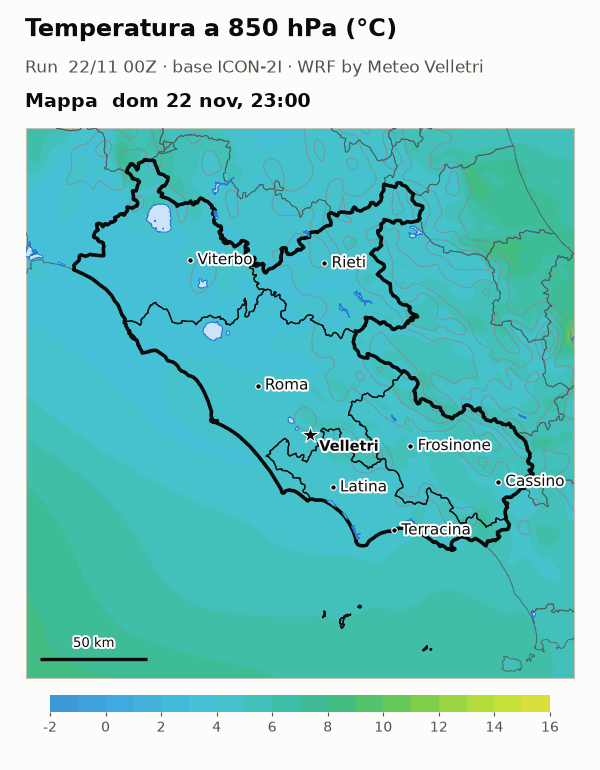 Temperatura a 850 hPa (°C)
Run  22/11 00Z · base ICON-2I · WRF by Meteo Velletri
Mappa  dom 22 nov, 23:00
Viterbo
Rieti
Roma
Velletri
Frosinone
Latina
Cassino
Terracina
50 km
-2 0 2 4 6 8 10 12 14 16